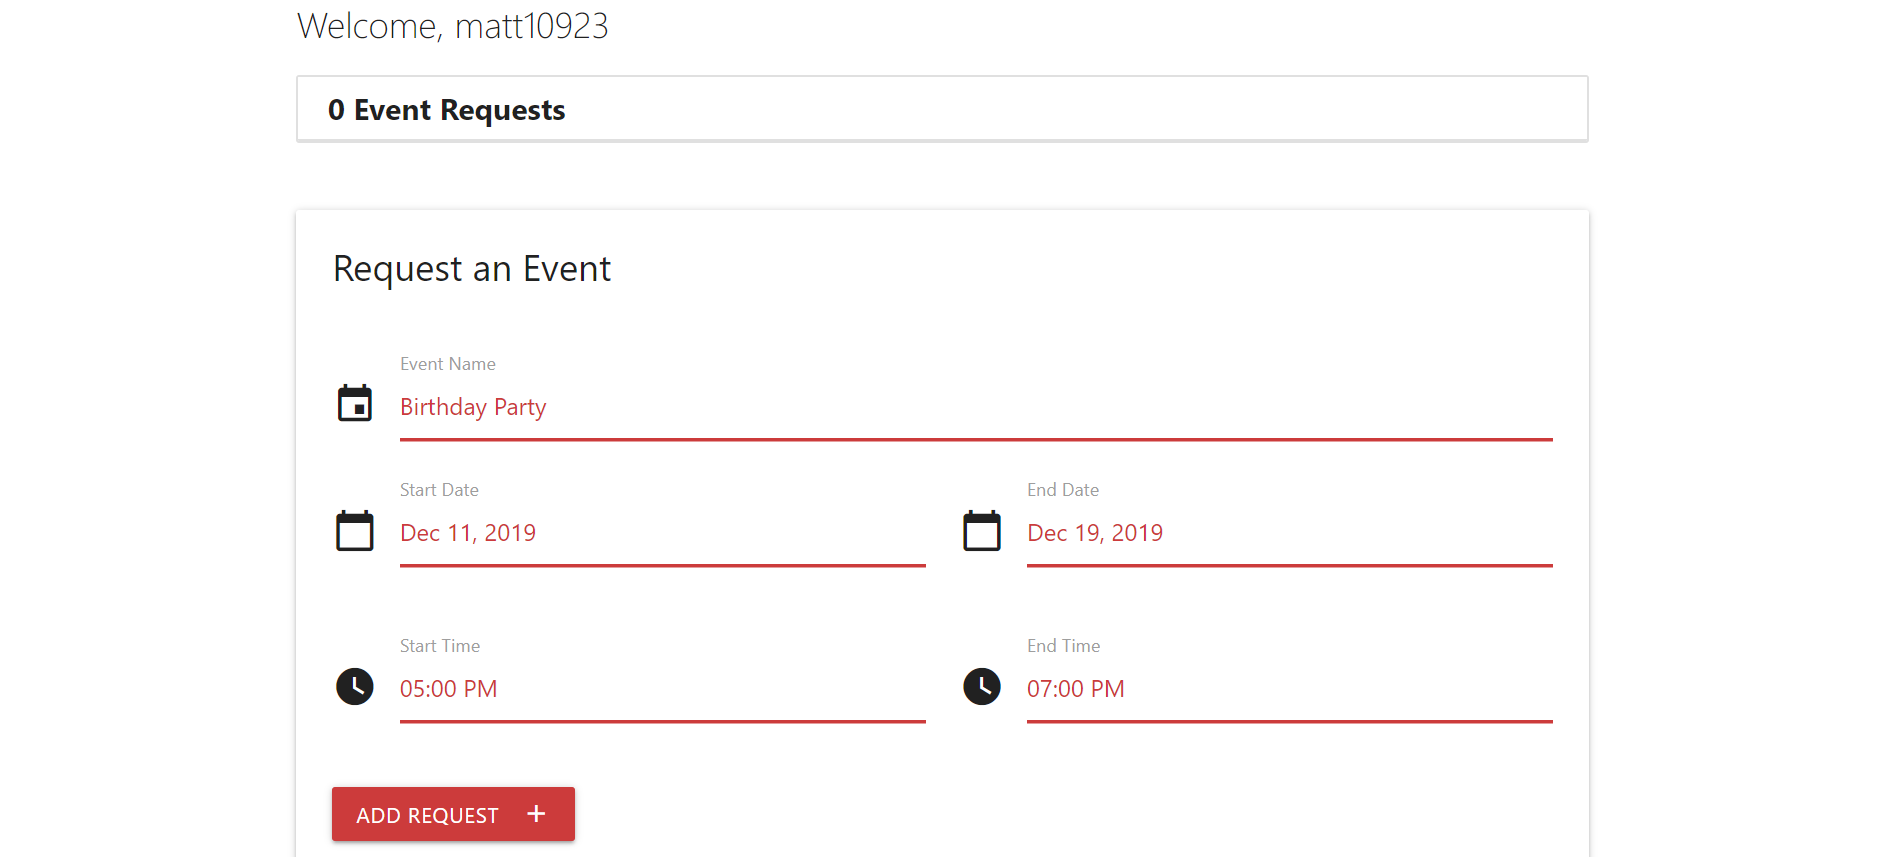 Welcome, matt10923
0 Event Requests
Request an Event
Event Name
Birthday Party
Start Date
Dec 11, 2019
End Date
Dec 19, 2019
Start Time
05:00 PM
End Time
07:00 PM
ADD REQUEST +